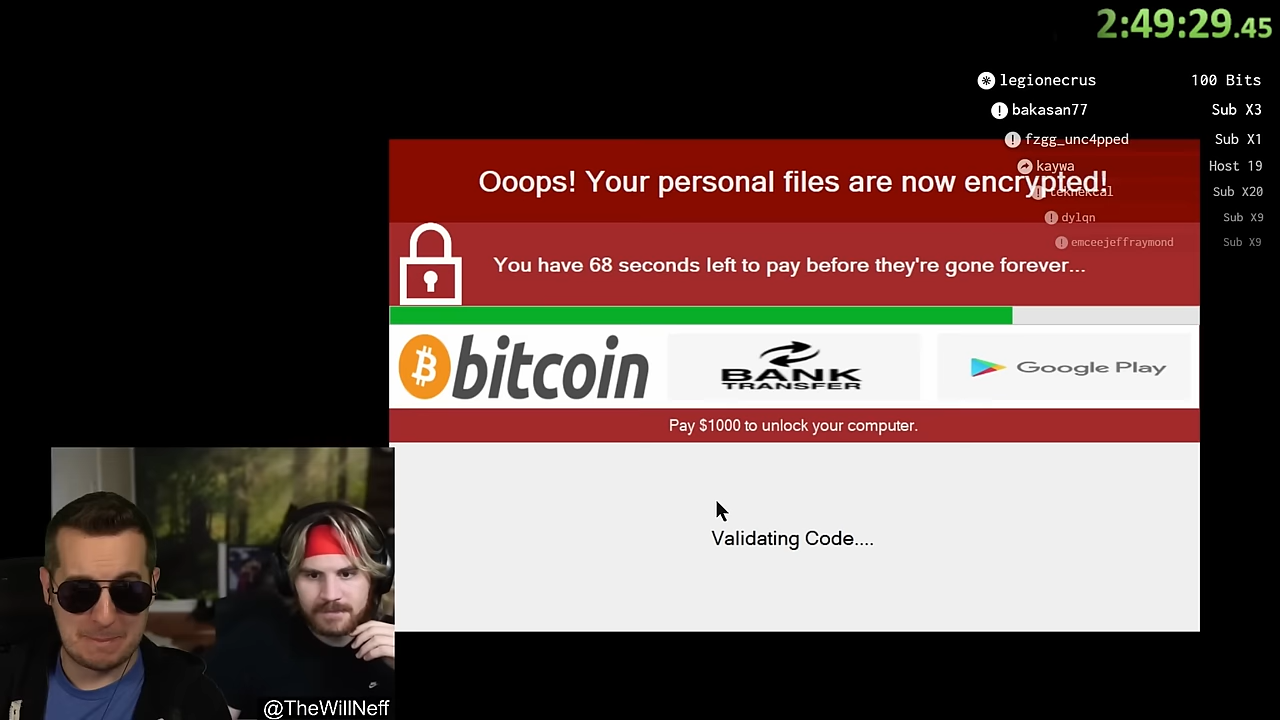 2:49:29.45
legionecrus 100 Bits
bakasan77 Sub X3
fzgg_unc4pped Sub X1
kaywa Host 19
Sub X20
dylqn Sub X9
emceejeffraymond Sub X9
Ooops! Your personal files are now encrypted!
You have 68 seconds left to pay before they're gone forever...
bitcoin
BANK
TRANSFER
Google Play
Pay $1000 to unlock your computer.
Validating Code....
@TheWillNeff